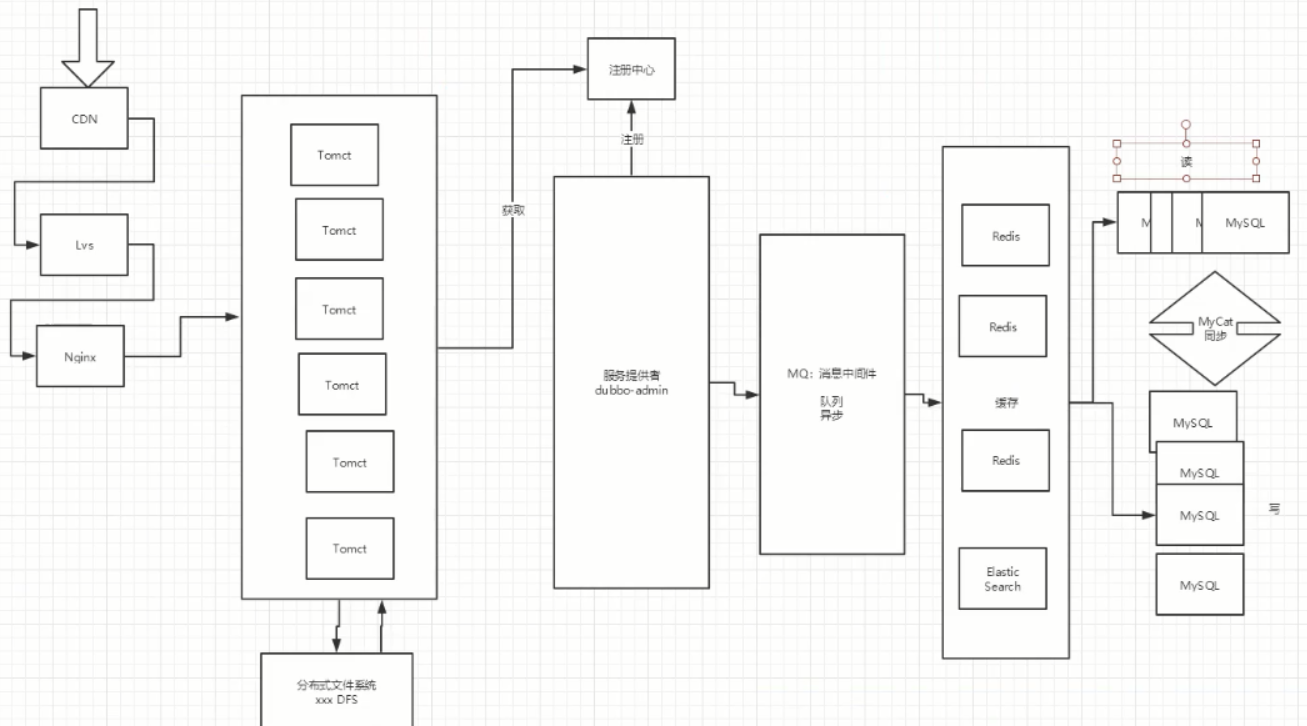 CDN
Lvs
Nginx
Tomct
Tomct
Tomct
Tomct
Tomct
Tomct
分布式文件系统
xxx DFS
获取
注册中心
注册
服务提供者
dubbo-admin
MQ：消息中间件
队列
异步
Redis
Redis
缓存
Redis
Elastic
Search
读
M
MySQL
MyCat
同步
MySQL
MySQL
MySQL
MySQL
写